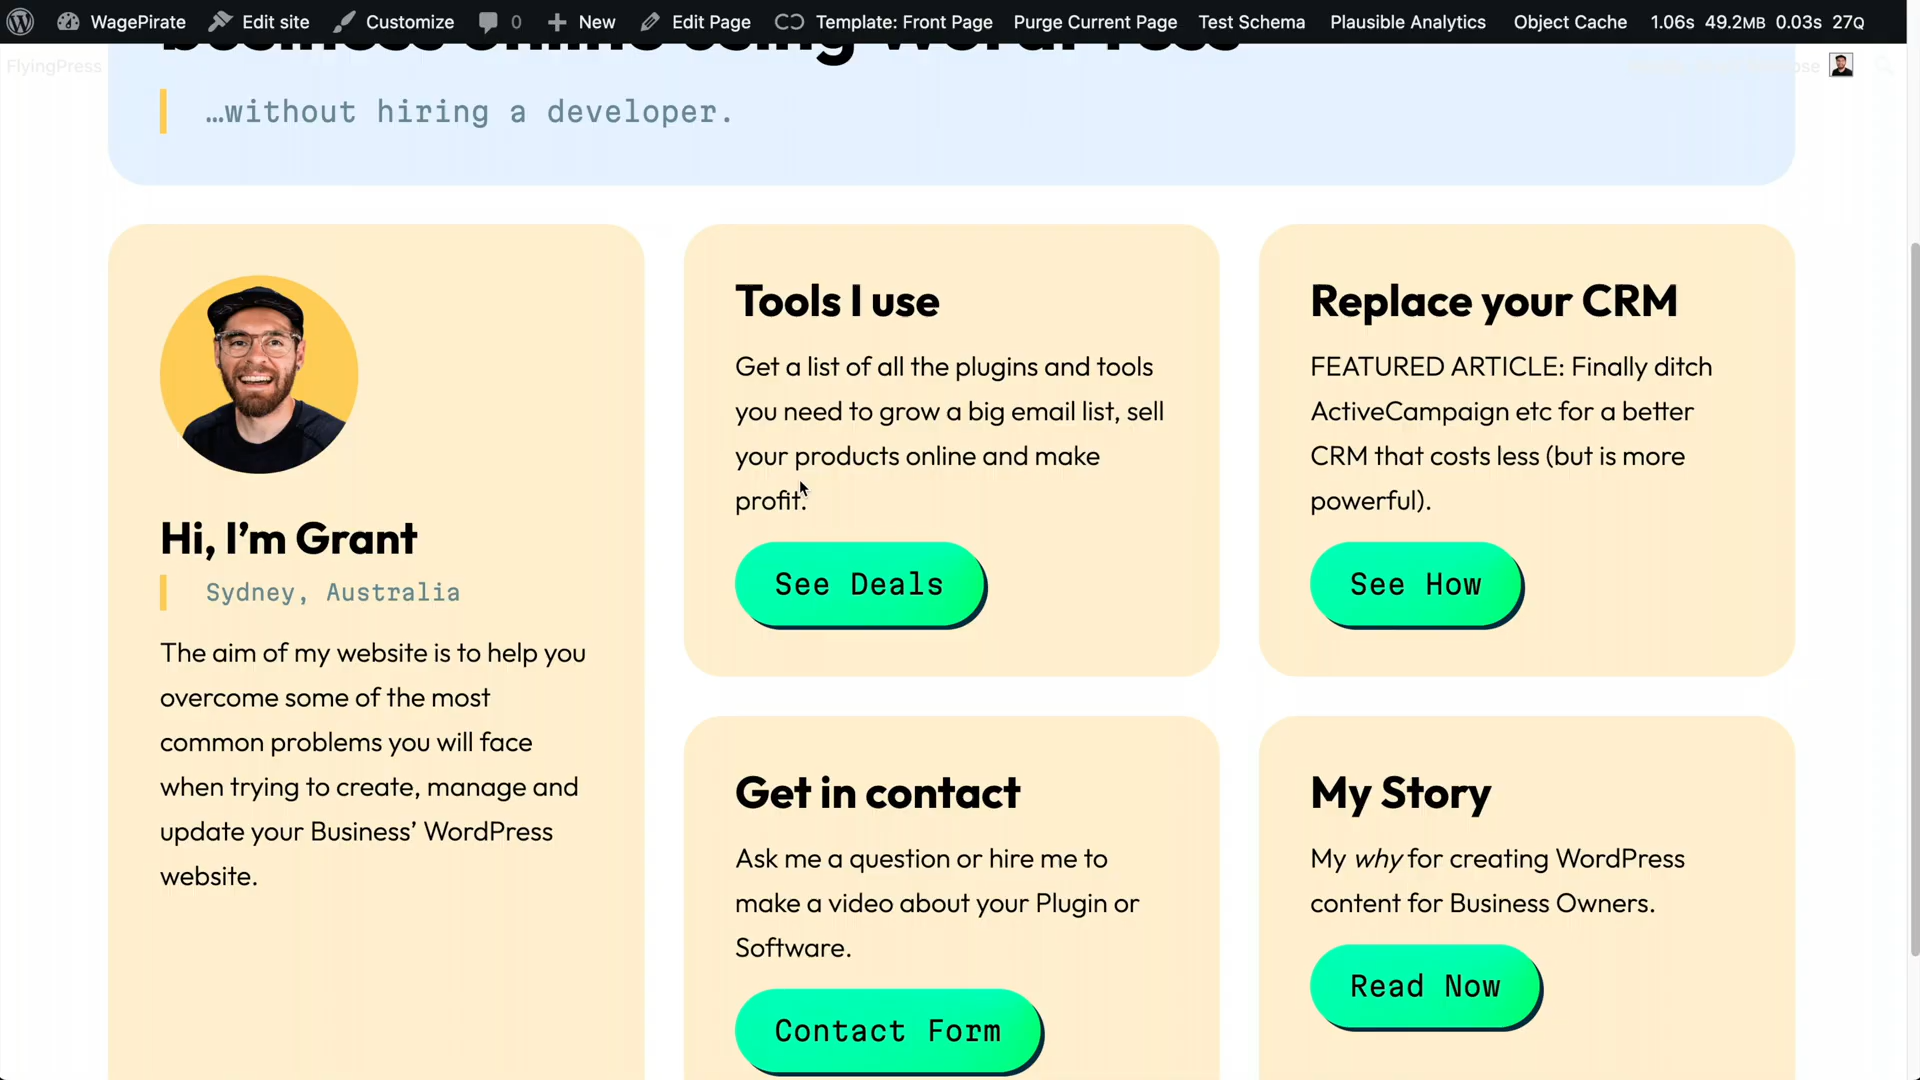 WagePirate Edit site Customize 0 New Edit Page Template: Front Page Purge Current Page Test Schema Plausible Analytics Object Cache 1.06s 49.2MB 0.03s 27Q
FlyingPress
business online using WordPress
…without hiring a developer.
Hi, I’m Grant
Sydney, Australia
The aim of my website is to help you
overcome some of the most
common problems you will face
when trying to create, manage and
update your Business’ WordPress
website.
Tools I use
Get a list of all the plugins and tools
you need to grow a big email list, sell
your products online and make
profit.
See Deals
Replace your CRM
FEATURED ARTICLE: Finally ditch
ActiveCampaign etc for a better
CRM that costs less (but is more
powerful).
See How
Get in contact
Ask me a question or hire me to
make a video about your Plugin or
Software.
Contact Form
My Story
My why for creating WordPress
content for Business Owners.
Read Now